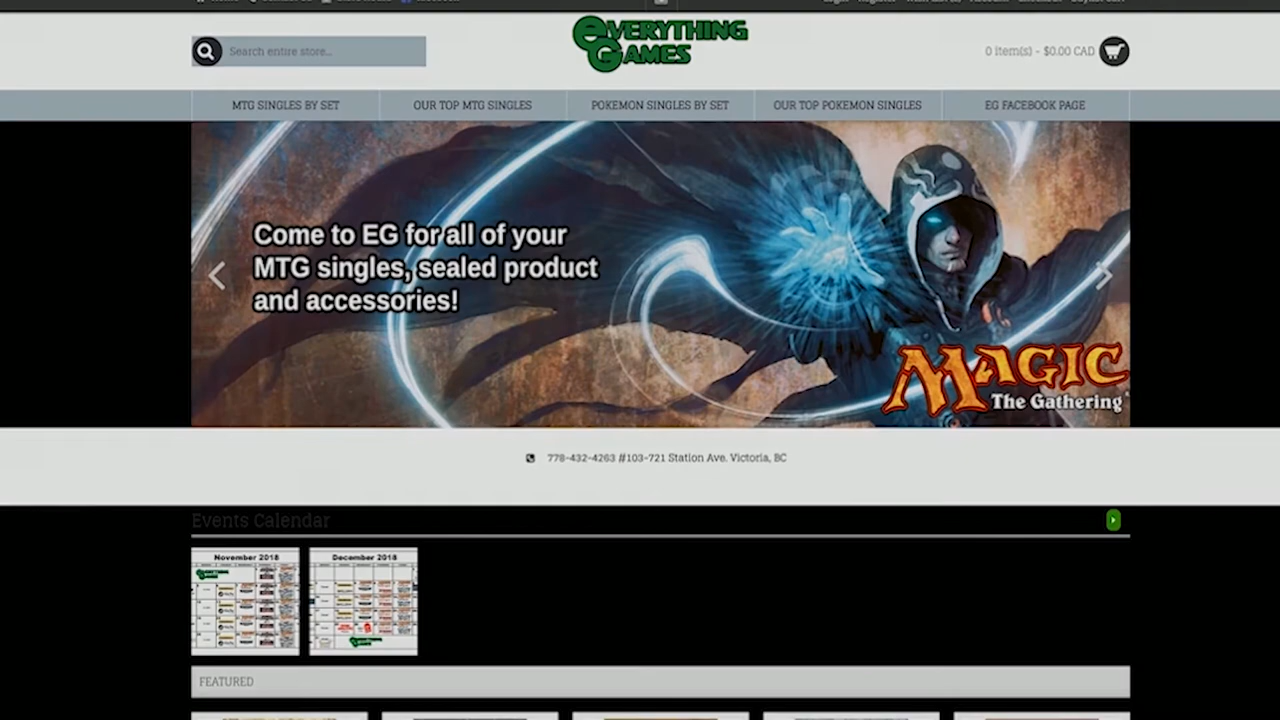 EVERYTHING
GAMES
Search entire store...
0 item(s) - $0.00 CAD
MTG SINGLES BY SET
OUR TOP MTG SINGLES
POKEMON SINGLES BY SET
OUR TOP POKEMON SINGLES
EG FACEBOOK PAGE
Come to EG for all of your
MTG singles, sealed product
and accessories!
MAGIC
The Gathering
778-432-4263 #103-721 Station Ave. Victoria, BC
Events Calendar
November 2018
December 2018
FEATURED